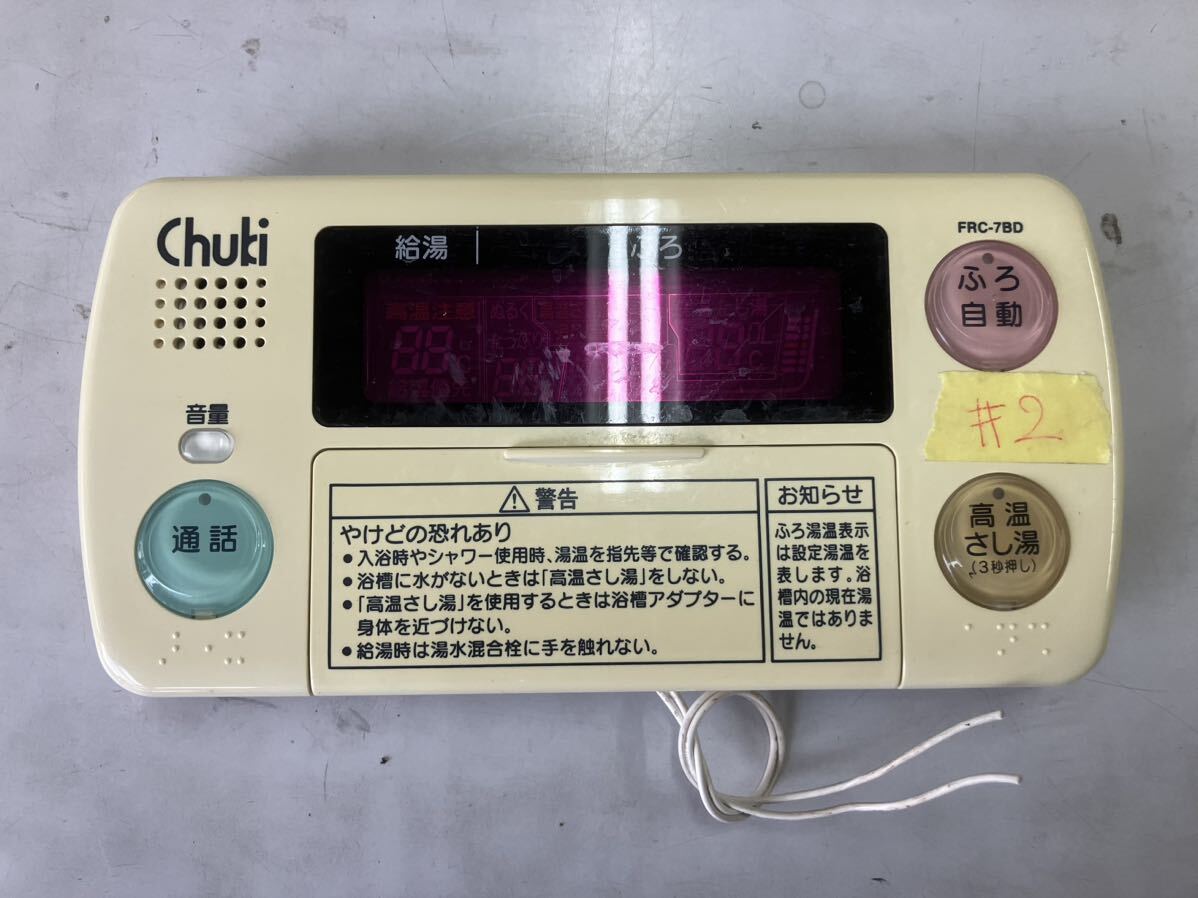 Chuki
給湯
ふろ
FRC-7BD
高温注意
ぬるく
ふろ
自動
音量
#2
通話
高温
さし湯
(3秒押し)
⚠警告
やけどの恐れあり
●入浴時やシャワー使用時、湯温を指先等で確認する。
●浴槽に水がないときは「高温さし湯」をしない。
●「高温さし湯」を使用するときは浴槽アダプターに
身体を近づけない。
●給湯時は湯水混合栓に手を触れない。
お知らせ
ふろ湯温表示
は設定湯温を
表します。浴
槽内の現在湯
温ではありま
せん。